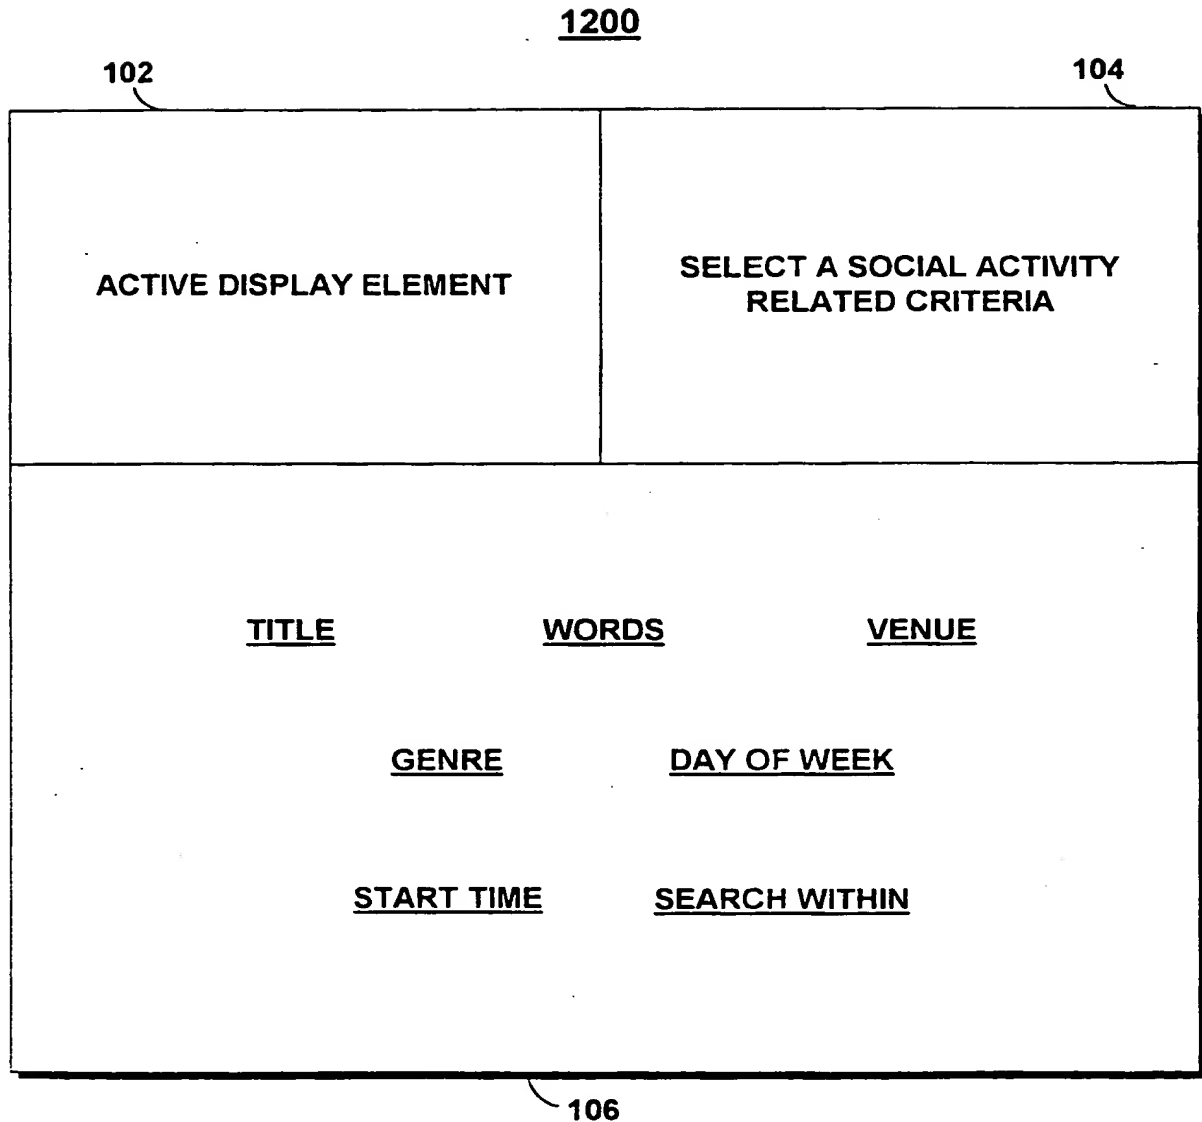 1200
102
104
ACTIVE DISPLAY ELEMENT
SELECT A SOCIAL ACTIVITY
RELATED CRITERIA
TITLE WORDS VENUE
GENRE DAY OF WEEK
START TIME SEARCH WITHIN
106